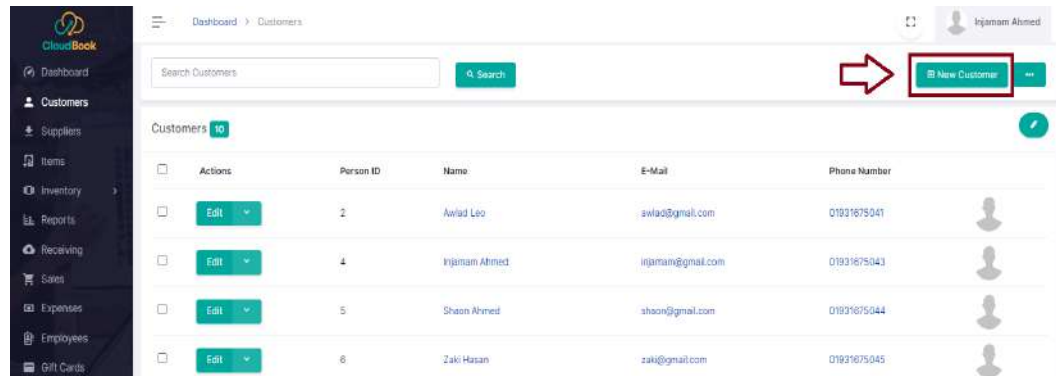 CloudBook
Dashboard > Customers
Injamam Ahmed
Dashboard
Customers
Suppliers
Items
Inventory >
Reports
Receiving
Sales
Expenses
Employees
Gift Cards
Search Customers
Search
New Customer
Customers 10
Actions Person ID Name E-Mail Phone Number
Edit 2 Awlad Leo awlad@gmail.com 01931675041
Edit 4 Injamam Ahmed injamam@gmail.com 01931675043
Edit 5 Shaon Ahmed shaon@gmail.com 01931675044
Edit 6 Zaki Hasan zaki@gmail.com 01931675045